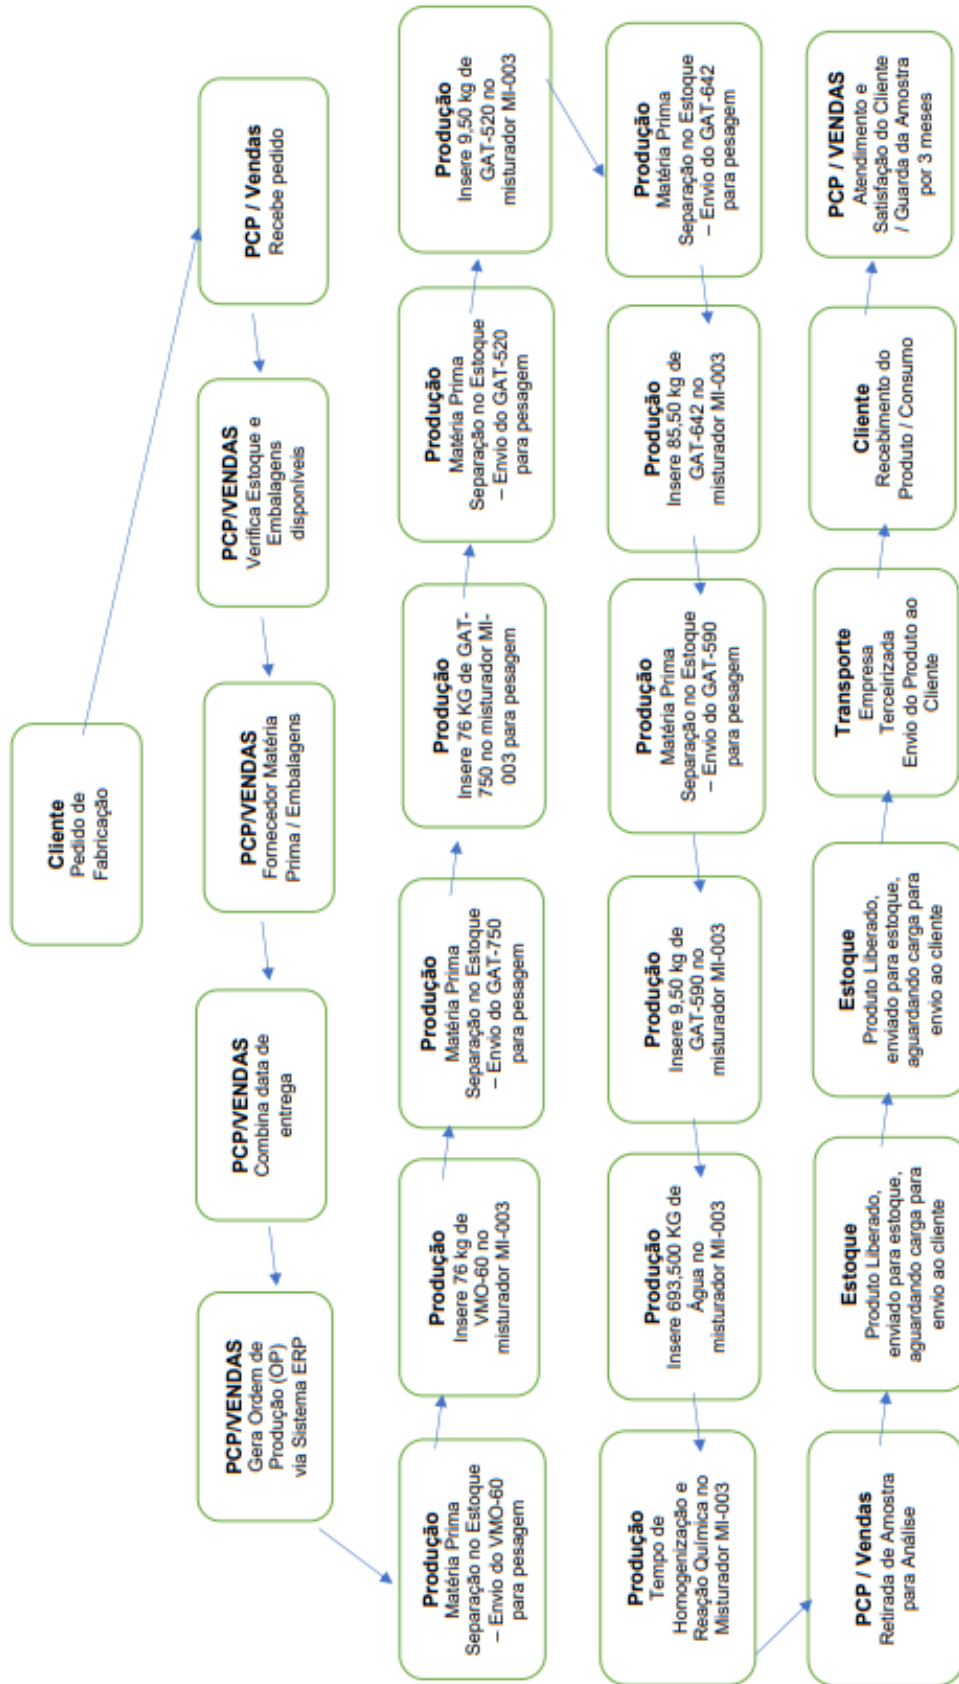 Cliente
Pedido de
Fabricação
PCP / Vendas
Recebe pedido
PCP/VENDAS
Verifica Estoque e
Embalagens
disponíveis
PCP/VENDAS
Fornecedor Matéria
Prima / Embalagens
PCP/VENDAS
Combina data de
entrega
PCP/VENDAS
Gera Ordem de
Produção (OP)
via Sistema ERP
Produção
Matéria Prima
Separação no Estoque
– Envio do VMO-60
para pesagem
Produção
Insere 76 kg de
VMO-60 no
misturador MI-003
Produção
Matéria Prima
Separação no Estoque
– Envio do GAT-750
para pesagem
Produção
Insere 76 KG de GAT-
750 no misturador MI-
003 para pesagem
Produção
Matéria Prima
Separação no Estoque
– Envio do GAT-520
para pesagem
Produção
Insere 9,50 kg de
GAT-520 no
misturador MI-003
Produção
Matéria Prima
Separação no Estoque
– Envio do GAT-642
para pesagem
Produção
Insere 85,50 kg de
GAT-642 no
misturador MI-003
Produção
Matéria Prima
Separação no Estoque
– Envio do GAT-590
para pesagem
Produção
Insere 9,50 kg de
GAT-590 no
misturador MI-003
Produção
Insere 693,500 KG de
Água no
misturador MI-003
Produção
Tempo de
Homogenização e
Reação Química no
Misturador MI-003
PCP / Vendas
Retirada de Amostra
para Análise
Estoque
Produto Liberado,
enviado para estoque,
aguardando carga para
envio ao cliente
Estoque
Produto Liberado,
enviado para estoque,
aguardando carga para
envio ao cliente
Transporte
Empresa
Terceirizada
Envio do Produto ao
Cliente
Cliente
Recebimento do
Produto / Consumo
PCP / VENDAS
Atendimento e
Satisfação do Cliente
/ Guarda da Amostra
por 3 meses